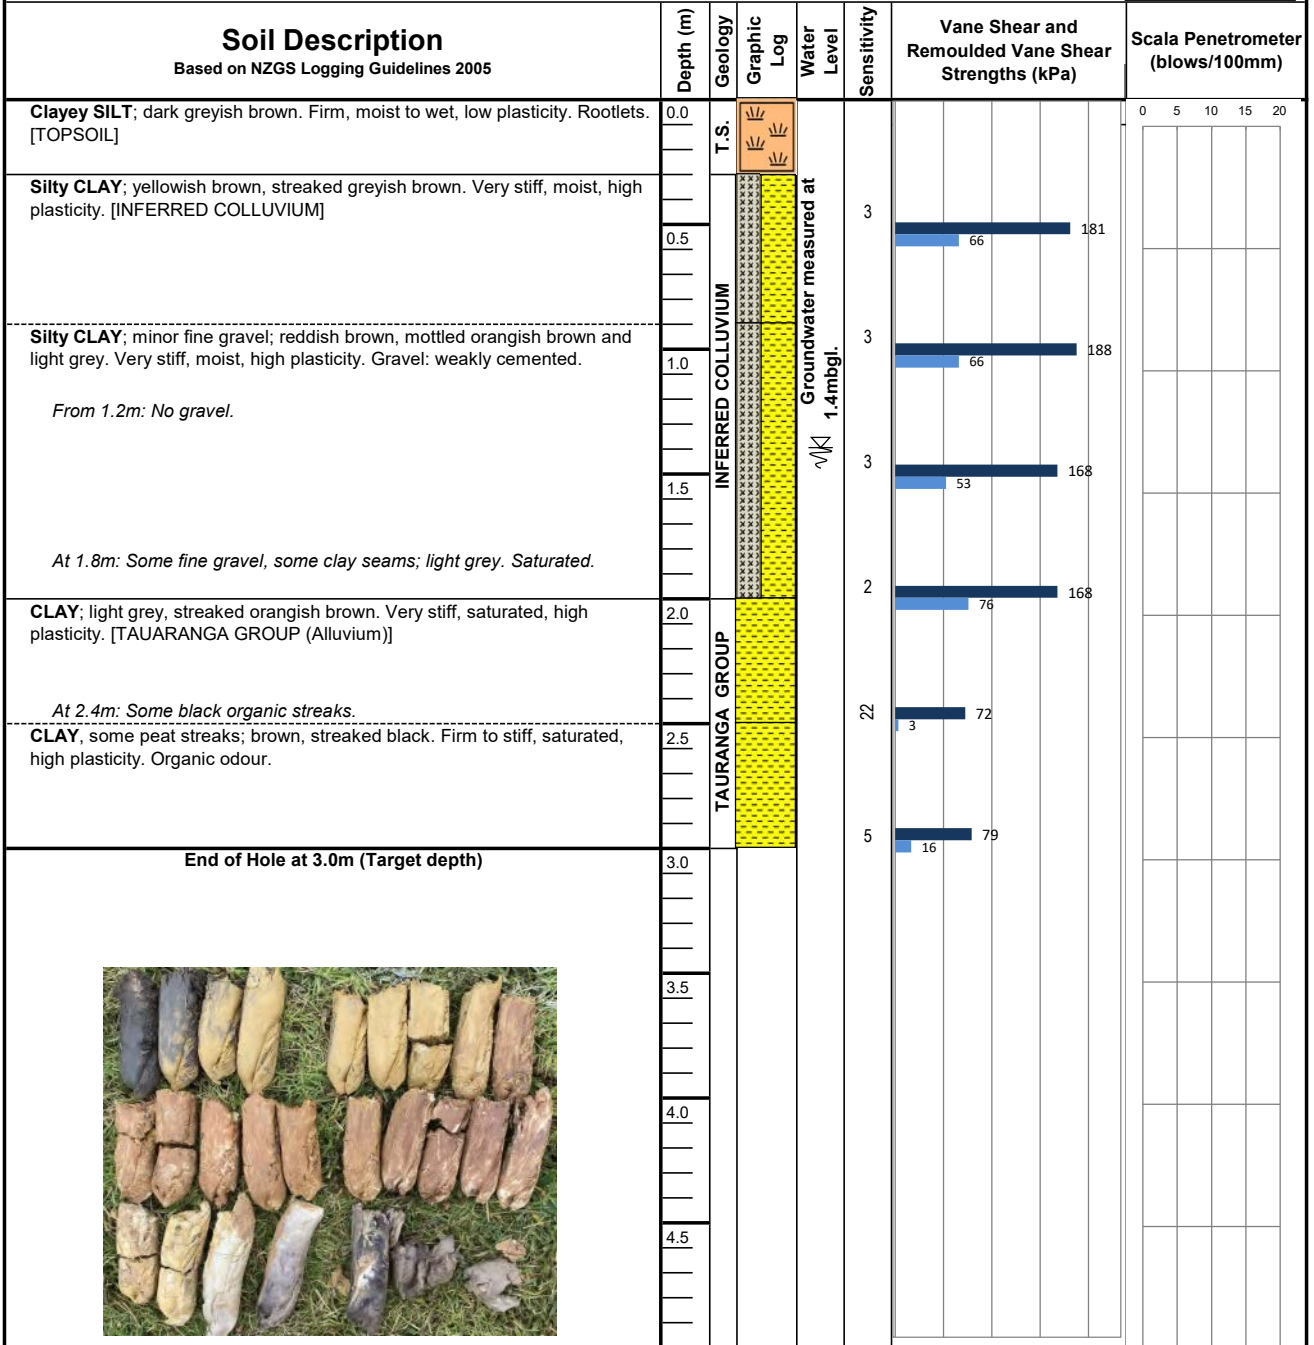 Soil Description
Based on NZGS Logging Guidelines 2005
Depth (m)
Geology
Graphic
Log
Water
Level
Sensitivity
Vane Shear and
Remoulded Vane Shear
Strengths (kPa)
Scala Penetrometer
(blows/100mm)
Clayey SILT; dark greyish brown. Firm, moist to wet, low plasticity. Rootlets.
[TOPSOIL]
0.0
T.S.
0 5 10 15 20
Silty CLAY; yellowish brown, streaked greyish brown. Very stiff, moist, high
plasticity. [INFERRED COLLUVIUM]
0.5
INFERRED COLLUVIUM
Groundwater measured at
1.4mbgl.
3
181
66
Silty CLAY; minor fine gravel; reddish brown, mottled orangish brown and
light grey. Very stiff, moist, high plasticity. Gravel: weakly cemented.
1.0
3
188
66
From 1.2m: No gravel.
1.5
3
168
53
At 1.8m: Some fine gravel, some clay seams; light grey. Saturated.
2
168
76
CLAY; light grey, streaked orangish brown. Very stiff, saturated, high
plasticity. [TAUARANGA GROUP (Alluvium)]
2.0
TAURANGA GROUP
At 2.4m: Some black organic streaks.
22
72
3
CLAY, some peat streaks; brown, streaked black. Firm to stiff, saturated,
high plasticity. Organic odour.
2.5
5
79
16
End of Hole at 3.0m (Target depth)
3.0
3.5
4.0
4.5